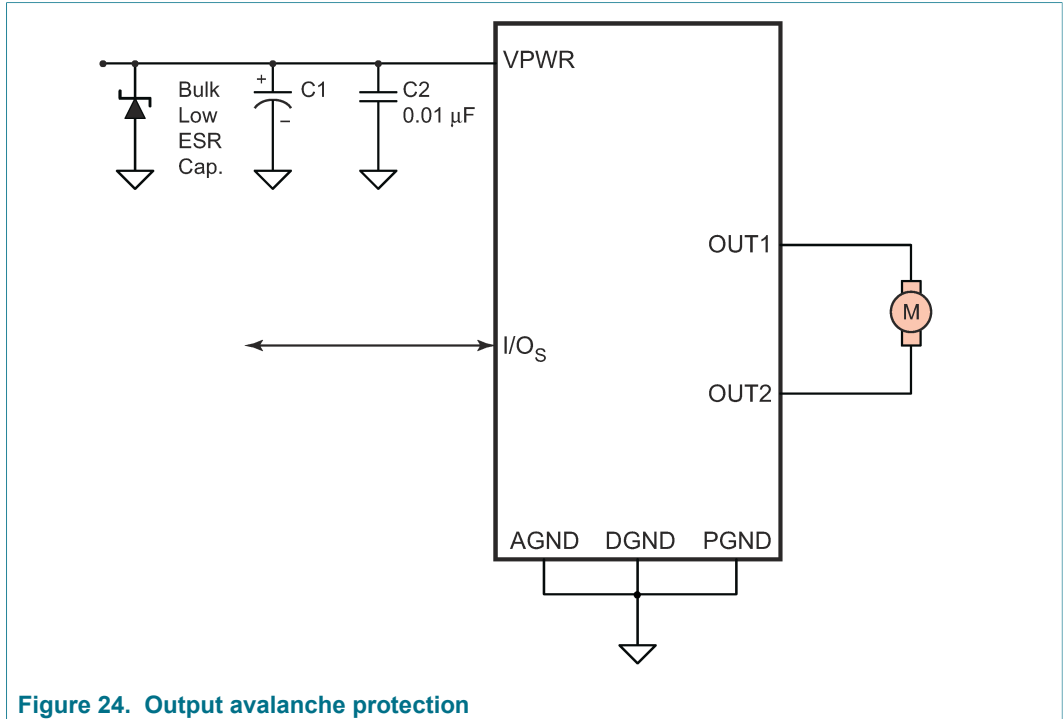 VPWR
Bulk
Low
ESR
Cap.
+
C1
–
C2
0.01 μF
OUT1
M
I/OS
OUT2
AGND DGND PGND
Figure 24. Output avalanche protection